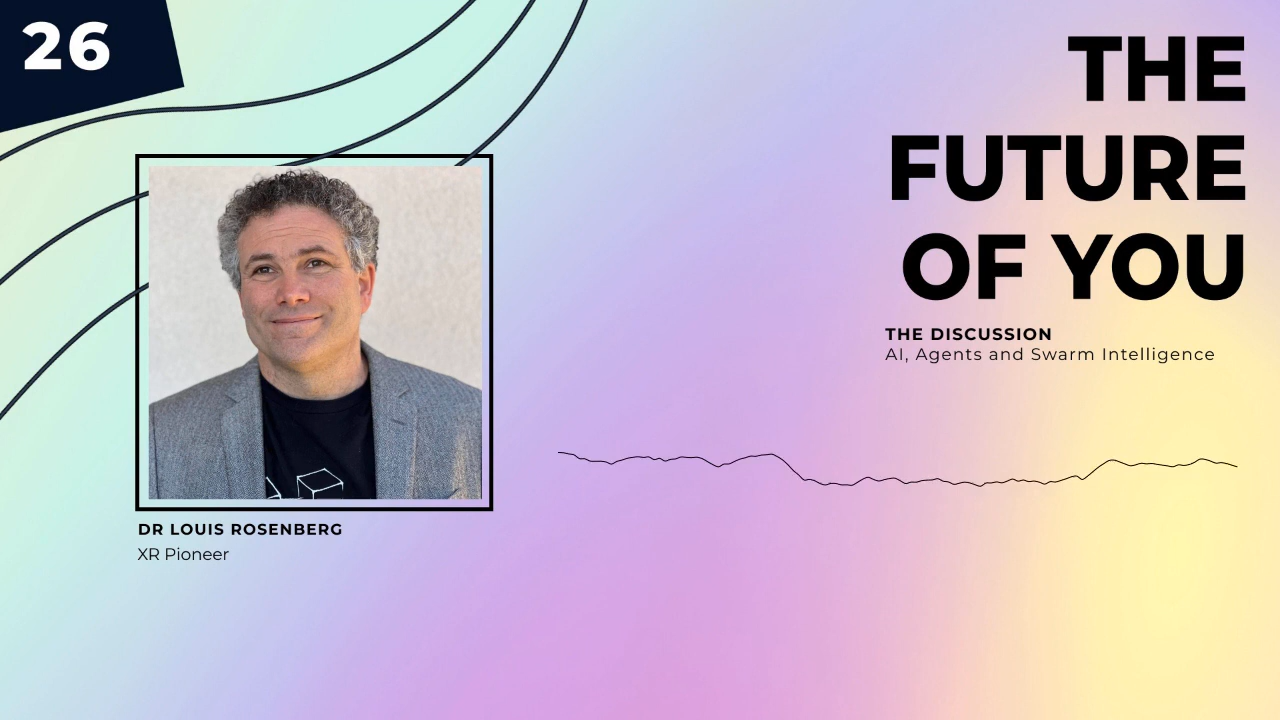 26
THE
FUTURE
OF YOU
THE DISCUSSION
AI, Agents and Swarm Intelligence
DR LOUIS ROSENBERG
XR Pioneer